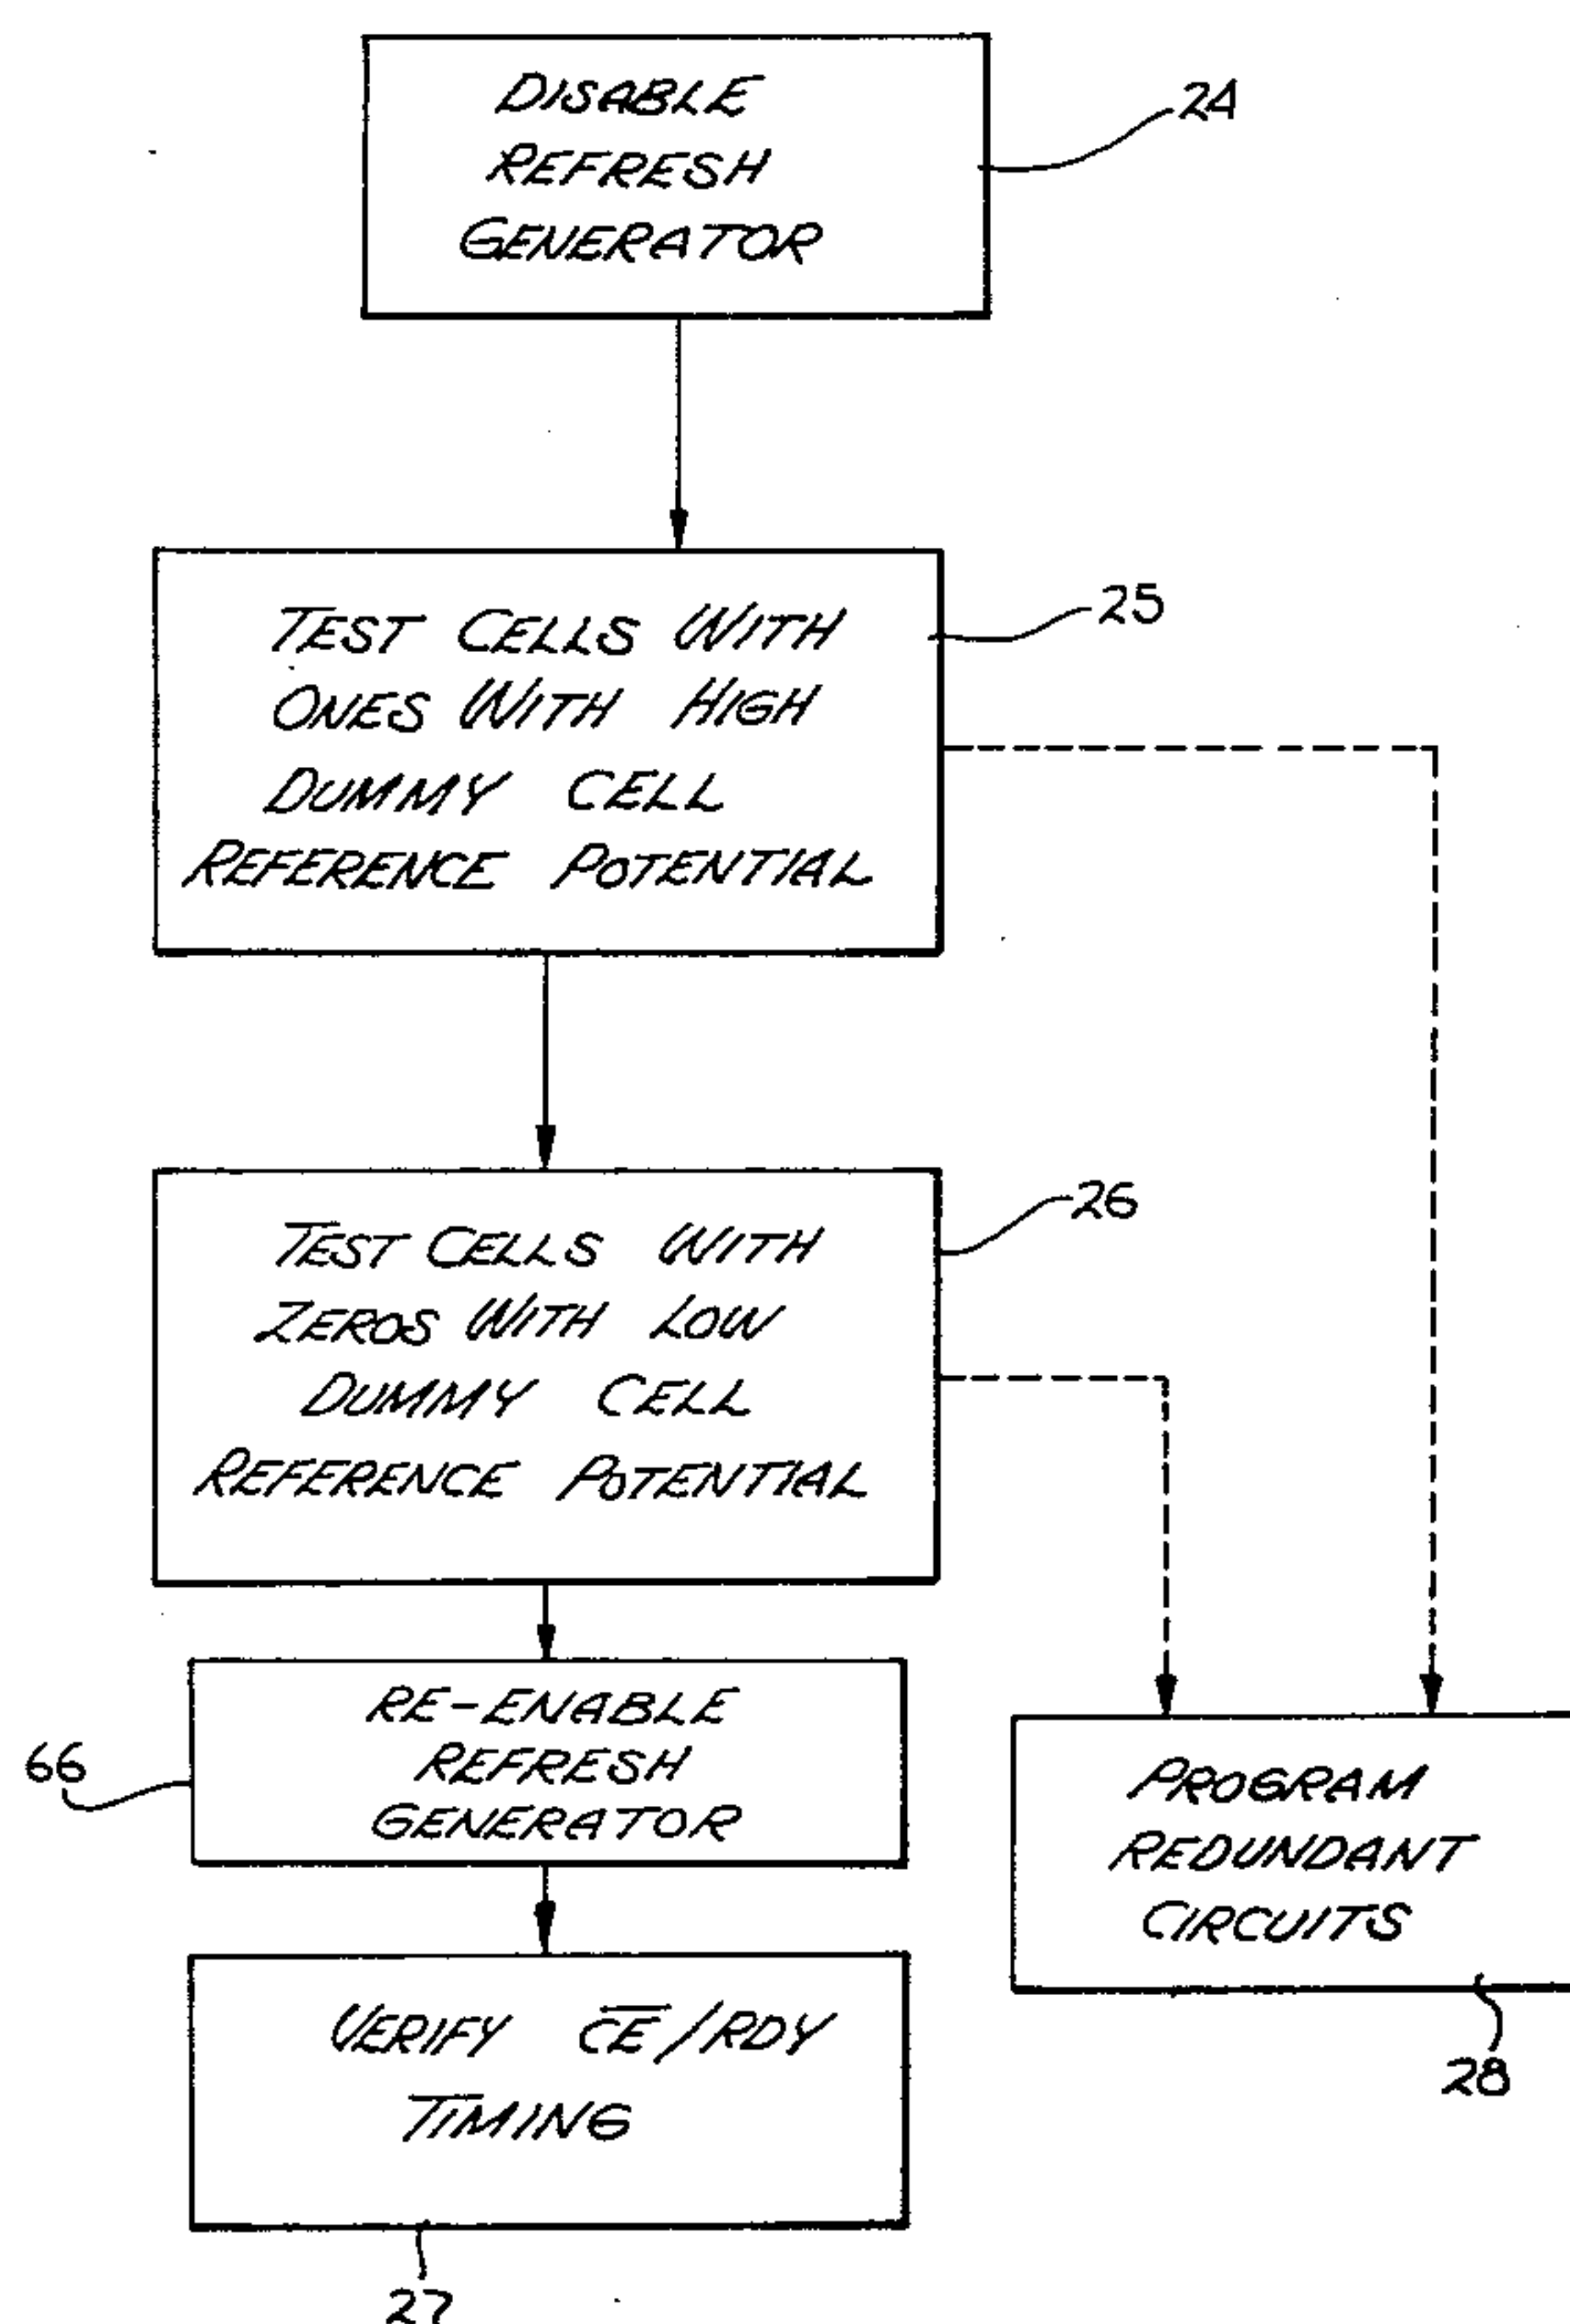 DISABLE
REFRESH
GENERATOR
24
TEST CELLS WITH
ONES WITH HIGH
DUMMY CELL
REFERENCE POTENTIAL
25
TEST CELLS WITH
ZEROS WITH LOW
DUMMY CELL
REFERENCE POTENTIAL
26
RE-ENABLE
REFRESH
GENERATOR
66
PROGRAM
REDUNDANT
CIRCUITS
28
VERIFY C̅E̅/RDY
TIMING
27